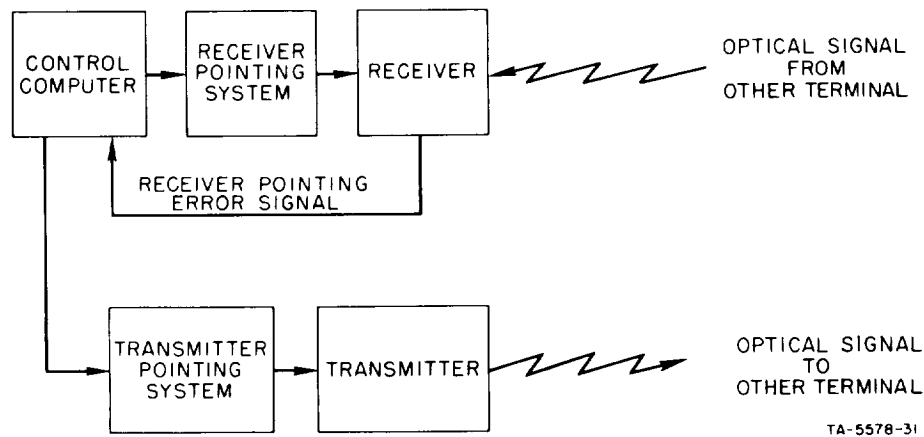 CONTROL
COMPUTER
RECEIVER
POINTING
SYSTEM
RECEIVER
OPTICAL SIGNAL
FROM
OTHER TERMINAL
RECEIVER POINTING
ERROR SIGNAL
TRANSMITTER
POINTING
SYSTEM
TRANSMITTER
OPTICAL SIGNAL
TO
OTHER TERMINAL
TA-5578-31